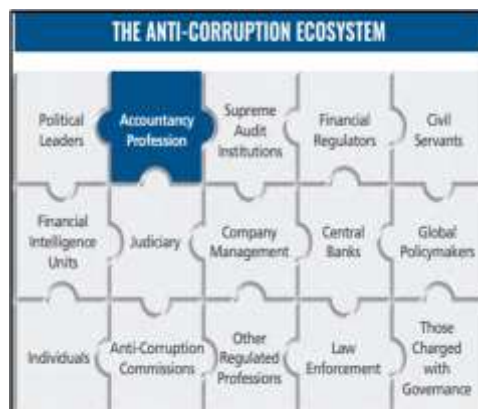 THE ANTI-CORRUPTION ECOSYSTEM
Political
Leaders
Accountancy
Profession
Supreme
Audit
Institutions
Financial
Regulators
Civil
Servants
Financial
Intelligence
Units
Judiciary
Company
Management
Central
Banks
Global
Policymakers
Individuals
Anti-Corruption
Commissions
Other
Regulated
Professions
Law
Enforcement
Those
Charged
with
Governance